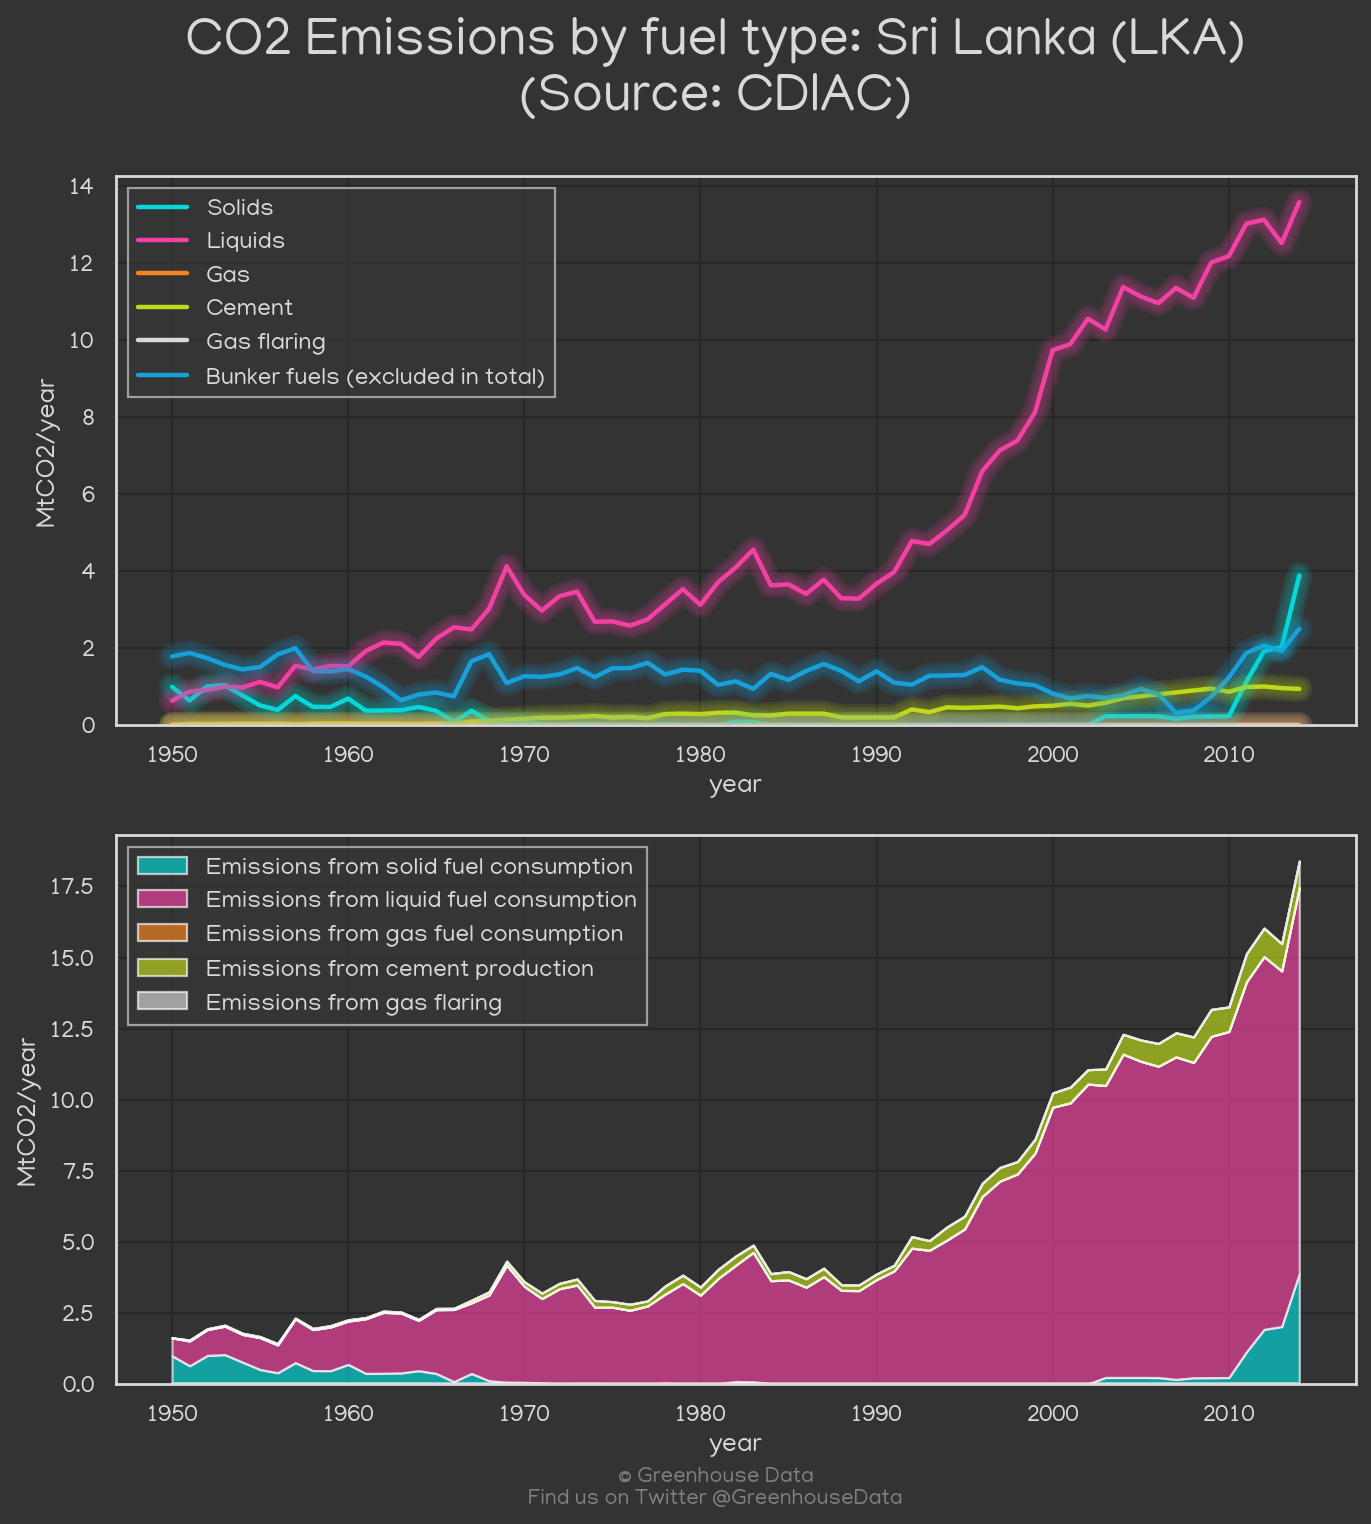 CO2 Emissions by fuel type: Sri Lanka (LKA)
(Source: CDIAC)
14
12
10
8
6
4
2
0
MtCO2/year
Solids
Liquids
Gas
Cement
Gas flaring
Bunker fuels (excluded in total)
1950 1960 1970 1980 1990 2000 2010
year
17.5
15.0
12.5
10.0
7.5
5.0
2.5
0.0
MtCO2/year
Emissions from solid fuel consumption
Emissions from liquid fuel consumption
Emissions from gas fuel consumption
Emissions from cement production
Emissions from gas flaring
1950 1960 1970 1980 1990 2000 2010
year
© Greenhouse Data
Find us on Twitter @GreenhouseData